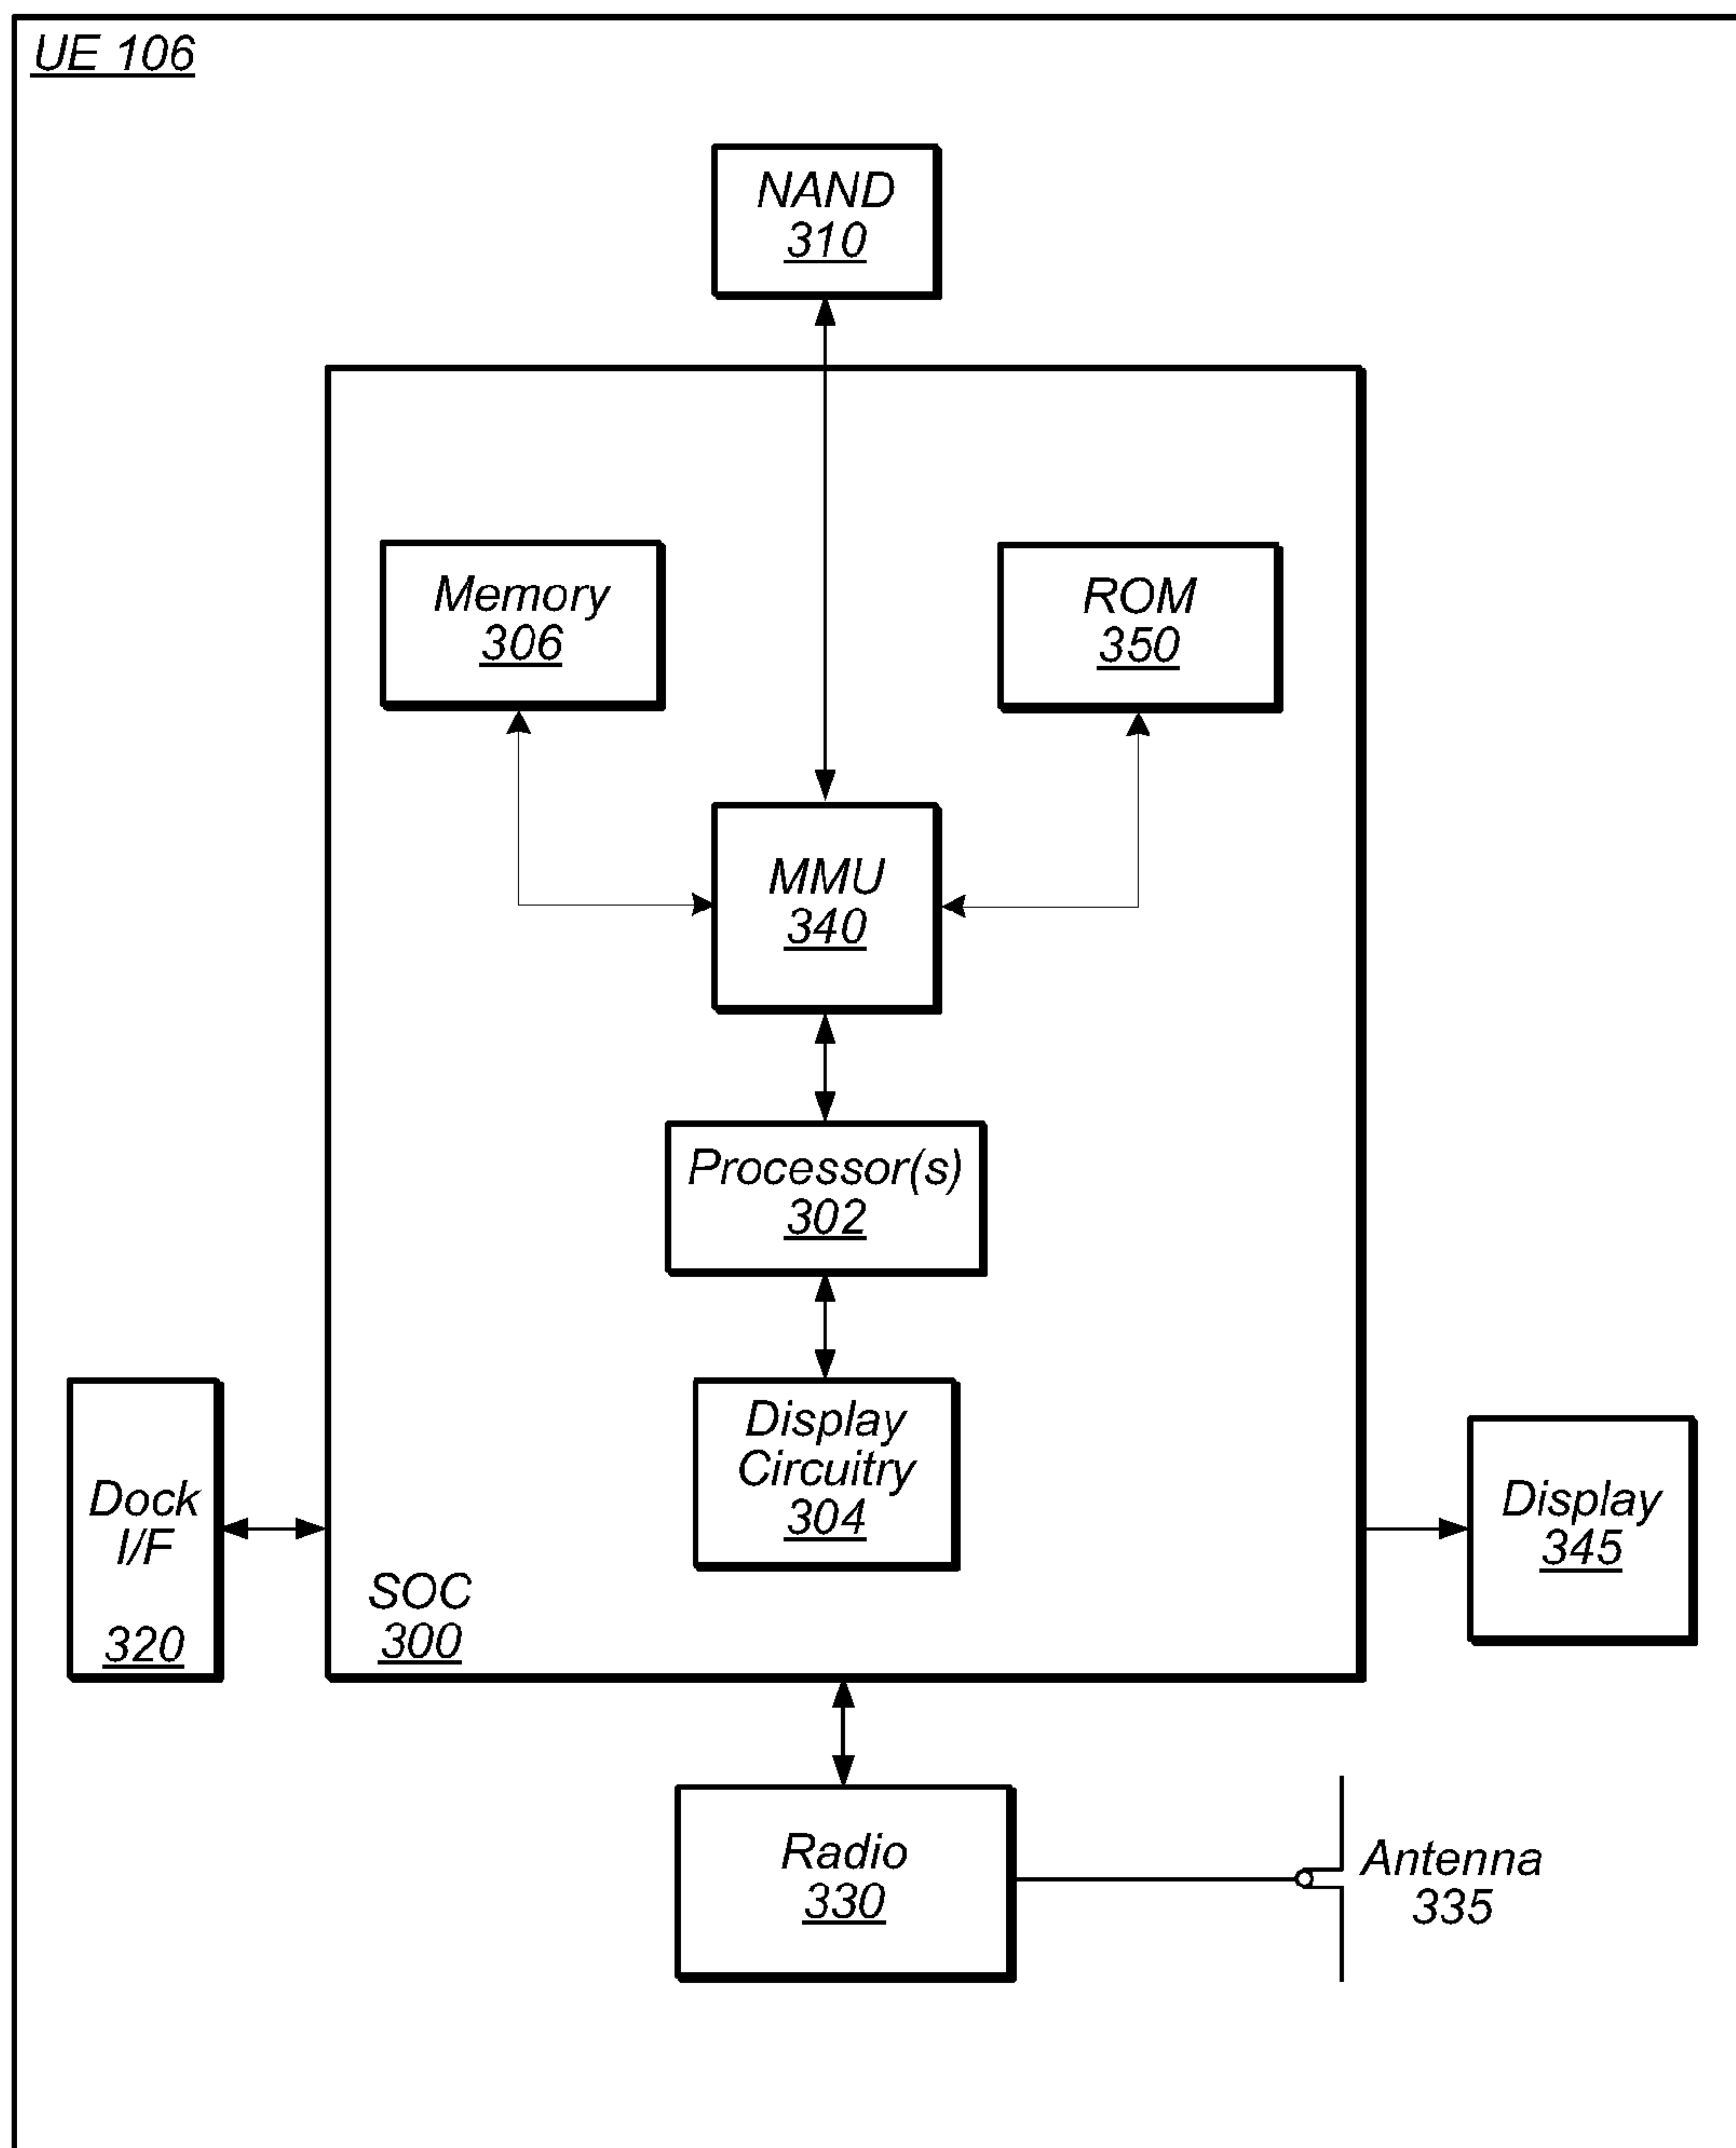 UE 106
NAND
310
Memory
306
ROM
350
MMU
340
Processor(s)
302
Display
Circuitry
304
Dock
I/F
320
SOC
300
Display
345
Radio
330
Antenna
335